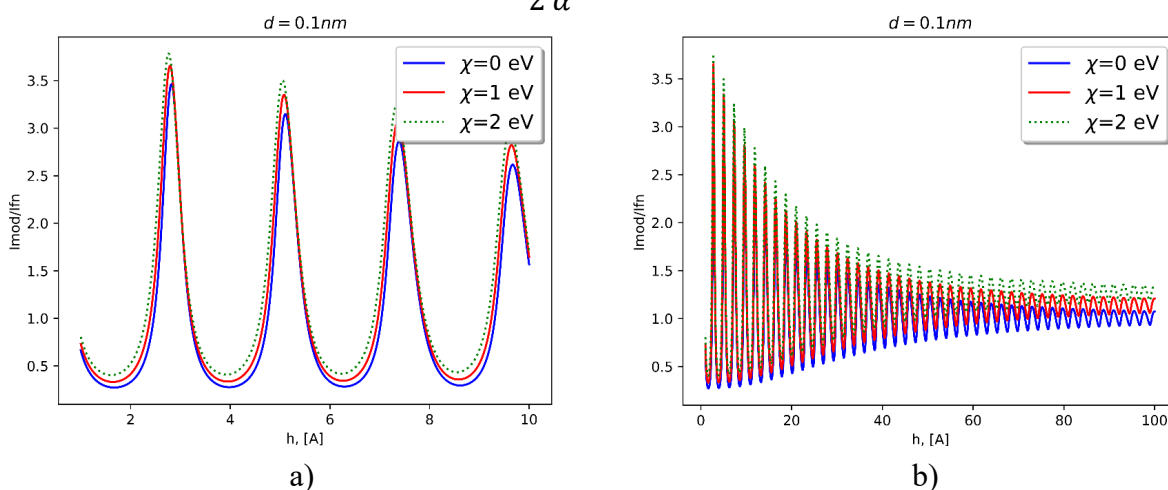 2 d
d = 0.1nm
χ=0 eV
χ=1 eV
χ=2 eV
Imod/Ifn
3.5
3.0
2.5
2.0
1.5
1.0
0.5
2
4
6
8
10
h, [A]
a)
d = 0.1nm
χ=0 eV
χ=1 eV
χ=2 eV
Imod/Ifn
3.5
3.0
2.5
2.0
1.5
1.0
0.5
0
20
40
60
80
100
h, [A]
b)